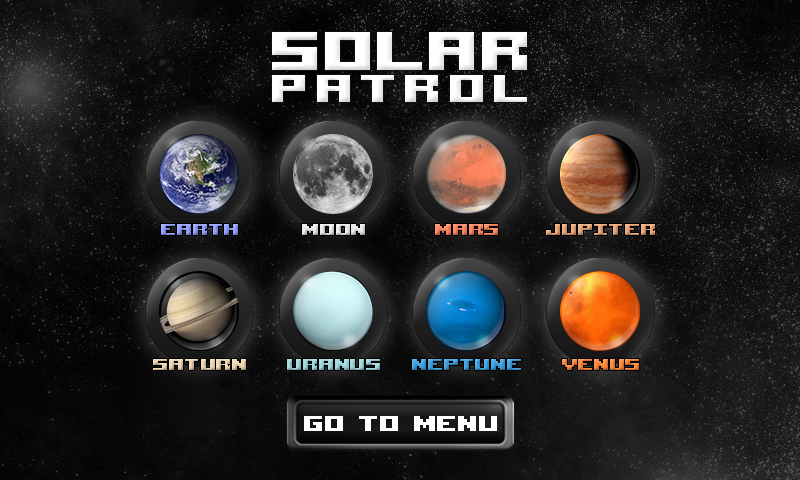 SOLAR
PATROL
EARTH MOON MARS JUPITER
SATURN URANUS NEPTUNE VENUS
GO TO MENU